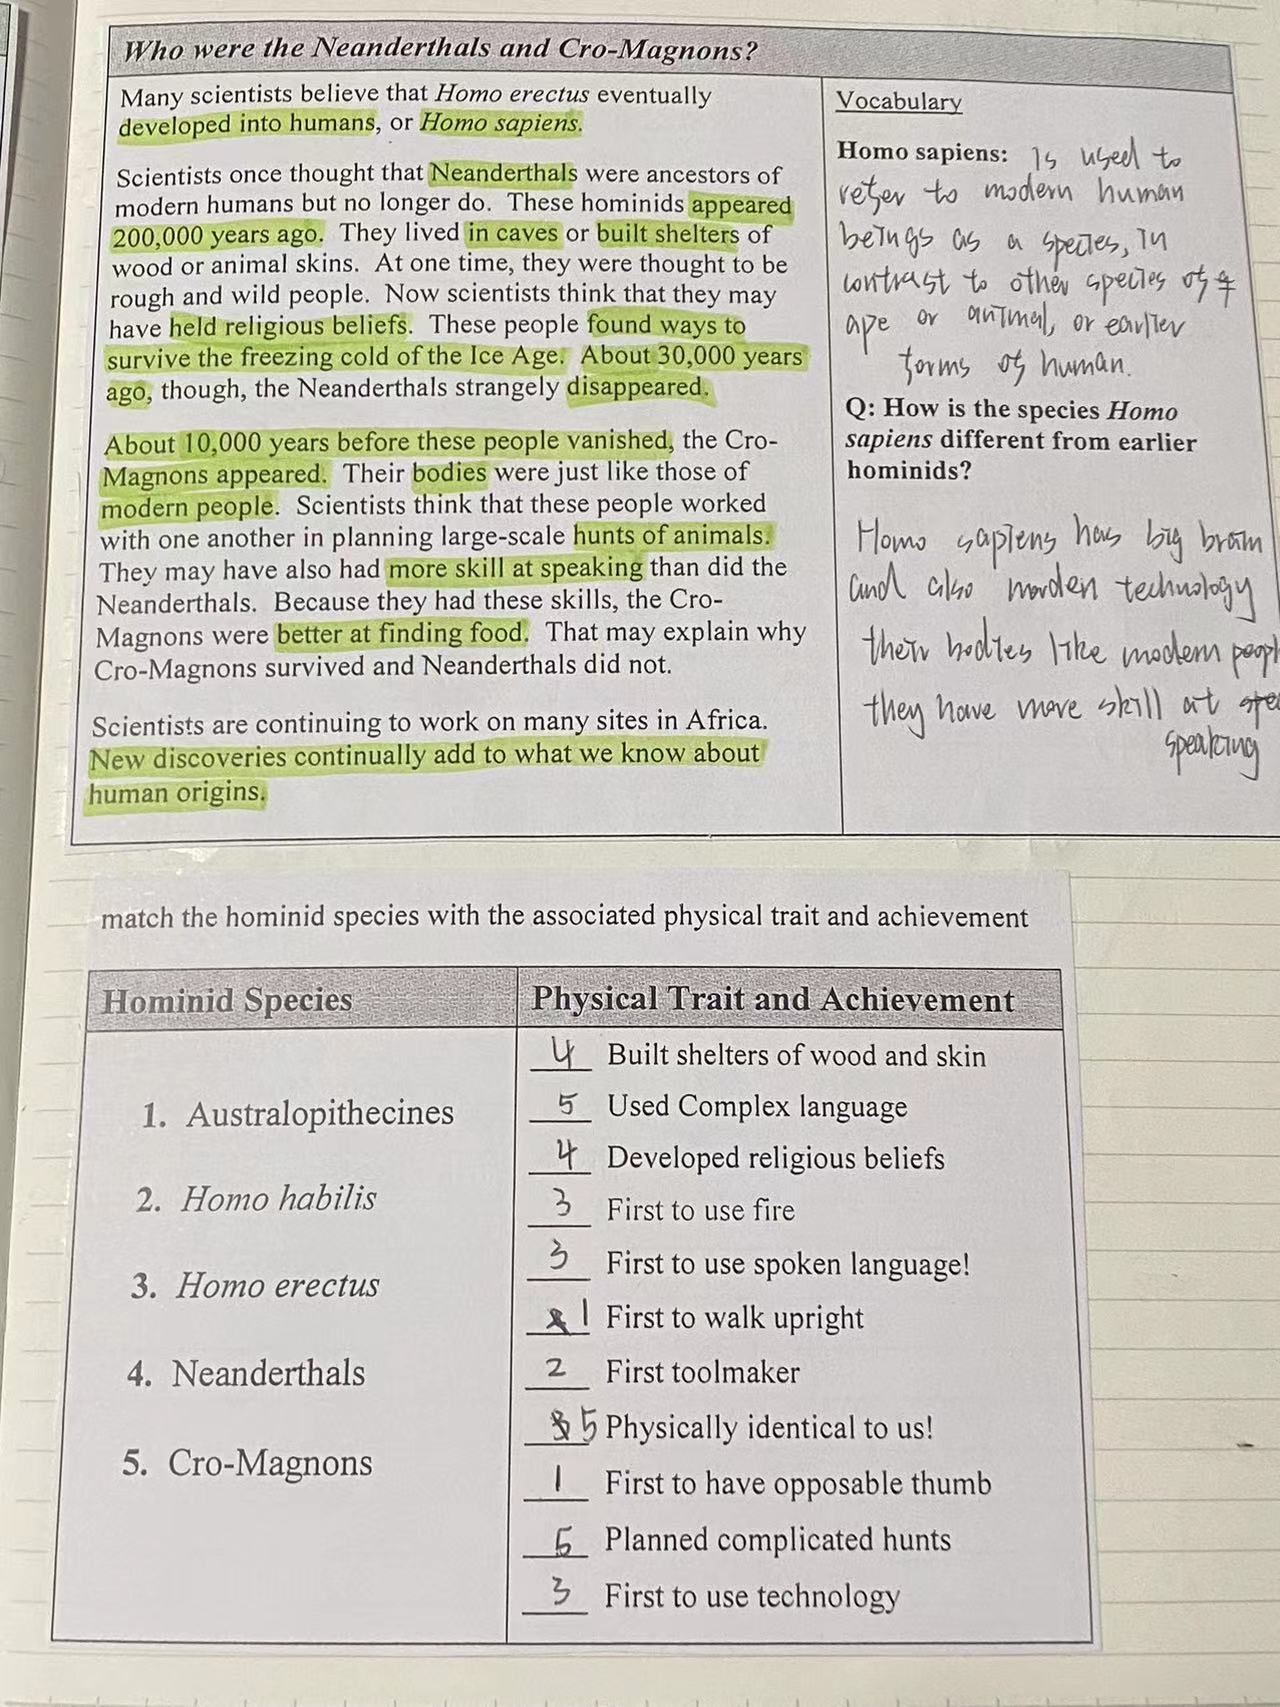 Who were the Neanderthals and Cro-Magnons?
Many scientists believe that Homo erectus eventually
developed into humans, or Homo sapiens.
Scientists once thought that Neanderthals were ancestors of
modern humans but no longer do. These hominids appeared
200,000 years ago. They lived in caves or built shelters of
wood or animal skins. At one time, they were thought to be
rough and wild people. Now scientists think that they may
have held religious beliefs. These people found ways to
survive the freezing cold of the Ice Age. About 30,000 years
ago, though, the Neanderthals strangely disappeared.
About 10,000 years before these people vanished, the Cro-
Magnons appeared. Their bodies were just like those of
modern people. Scientists think that these people worked
with one another in planning large-scale hunts of animals.
They may have also had more skill at speaking than did the
Neanderthals. Because they had these skills, the Cro-
Magnons were better at finding food. That may explain why
Cro-Magnons survived and Neanderthals did not.
Scientists are continuing to work on many sites in Africa.
New discoveries continually add to what we know about
human origins.
Vocabulary
Homo sapiens: Is used to
refer to modern human
beings as a species, in
contrast to other species of
ape or animal, or earlier
forms of human.
Q: How is the species Homo
sapiens different from earlier
hominids?
Homo sapiens has big brain
and also morden technology
their bodies like modern peopl
they have more skill at
speaking
match the hominid species with the associated physical trait and achievement
Hominid Species
1. Australopithecines
2. Homo habilis
3. Homo erectus
4. Neanderthals
5. Cro-Magnons
Physical Trait and Achievement
4 Built shelters of wood and skin
5 Used Complex language
4 Developed religious beliefs
3 First to use fire
3 First to use spoken language!
1 First to walk upright
2 First toolmaker
5 Physically identical to us!
1 First to have opposable thumb
5 Planned complicated hunts
3 First to use technology